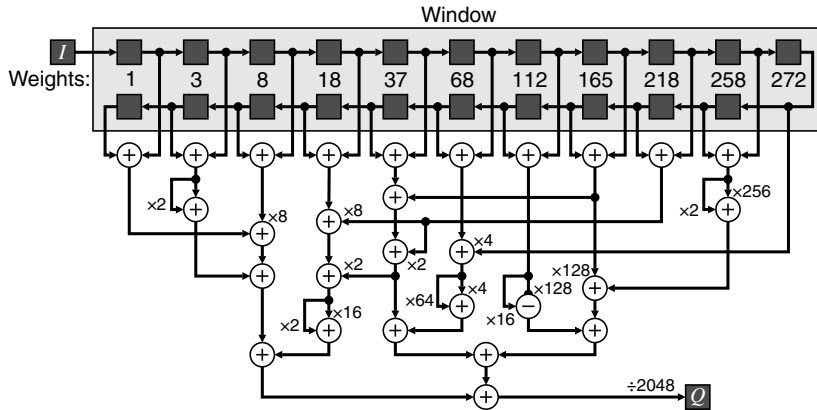 Window
I
Weights: 1 3 8 18 37 68 112 165 218 258 272
×2 ×256
×2
×8 ×8
×4
×2 ×2 ×4 ×128 ×128
×64
×2 ×16 ×16
÷2048
Q